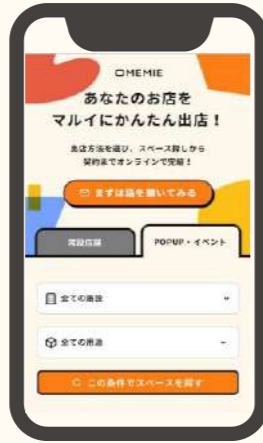 OMEMIE
あなたのお店を
マルイにかんたん出店！
出店方法を選び、スペース探しから
契約までオンラインで完結！
まずは話を聞いてみる
常設店舗
POPUP・イベント
全ての施設
全ての用途
この条件でスペースを探す